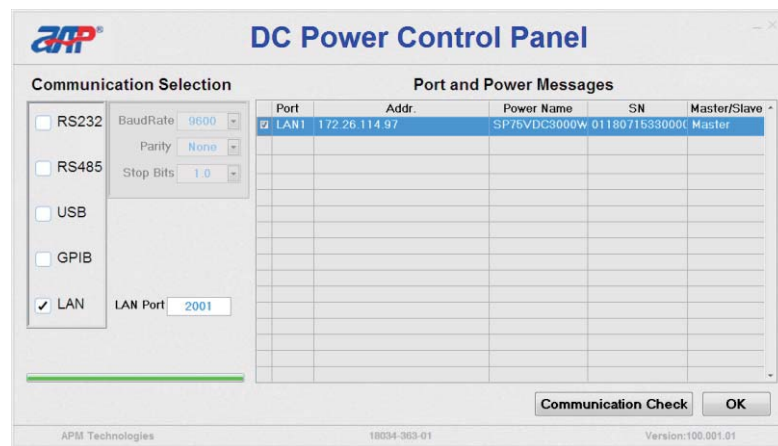 APM®
DC Power Control Panel
Communication Selection
Port and Power Messages
RS232
BaudRate 9600
Parity None
RS485
Stop Bits 1.0
USB
GPIB
LAN
LAN Port 2001
Port Addr. Power Name SN Master/Slave
LAN1 172.26.114.97 SP75VDC3000W 01180715330000 Master
Communication Check OK
APM Technologies 18034-363-01 Version:100.001.01